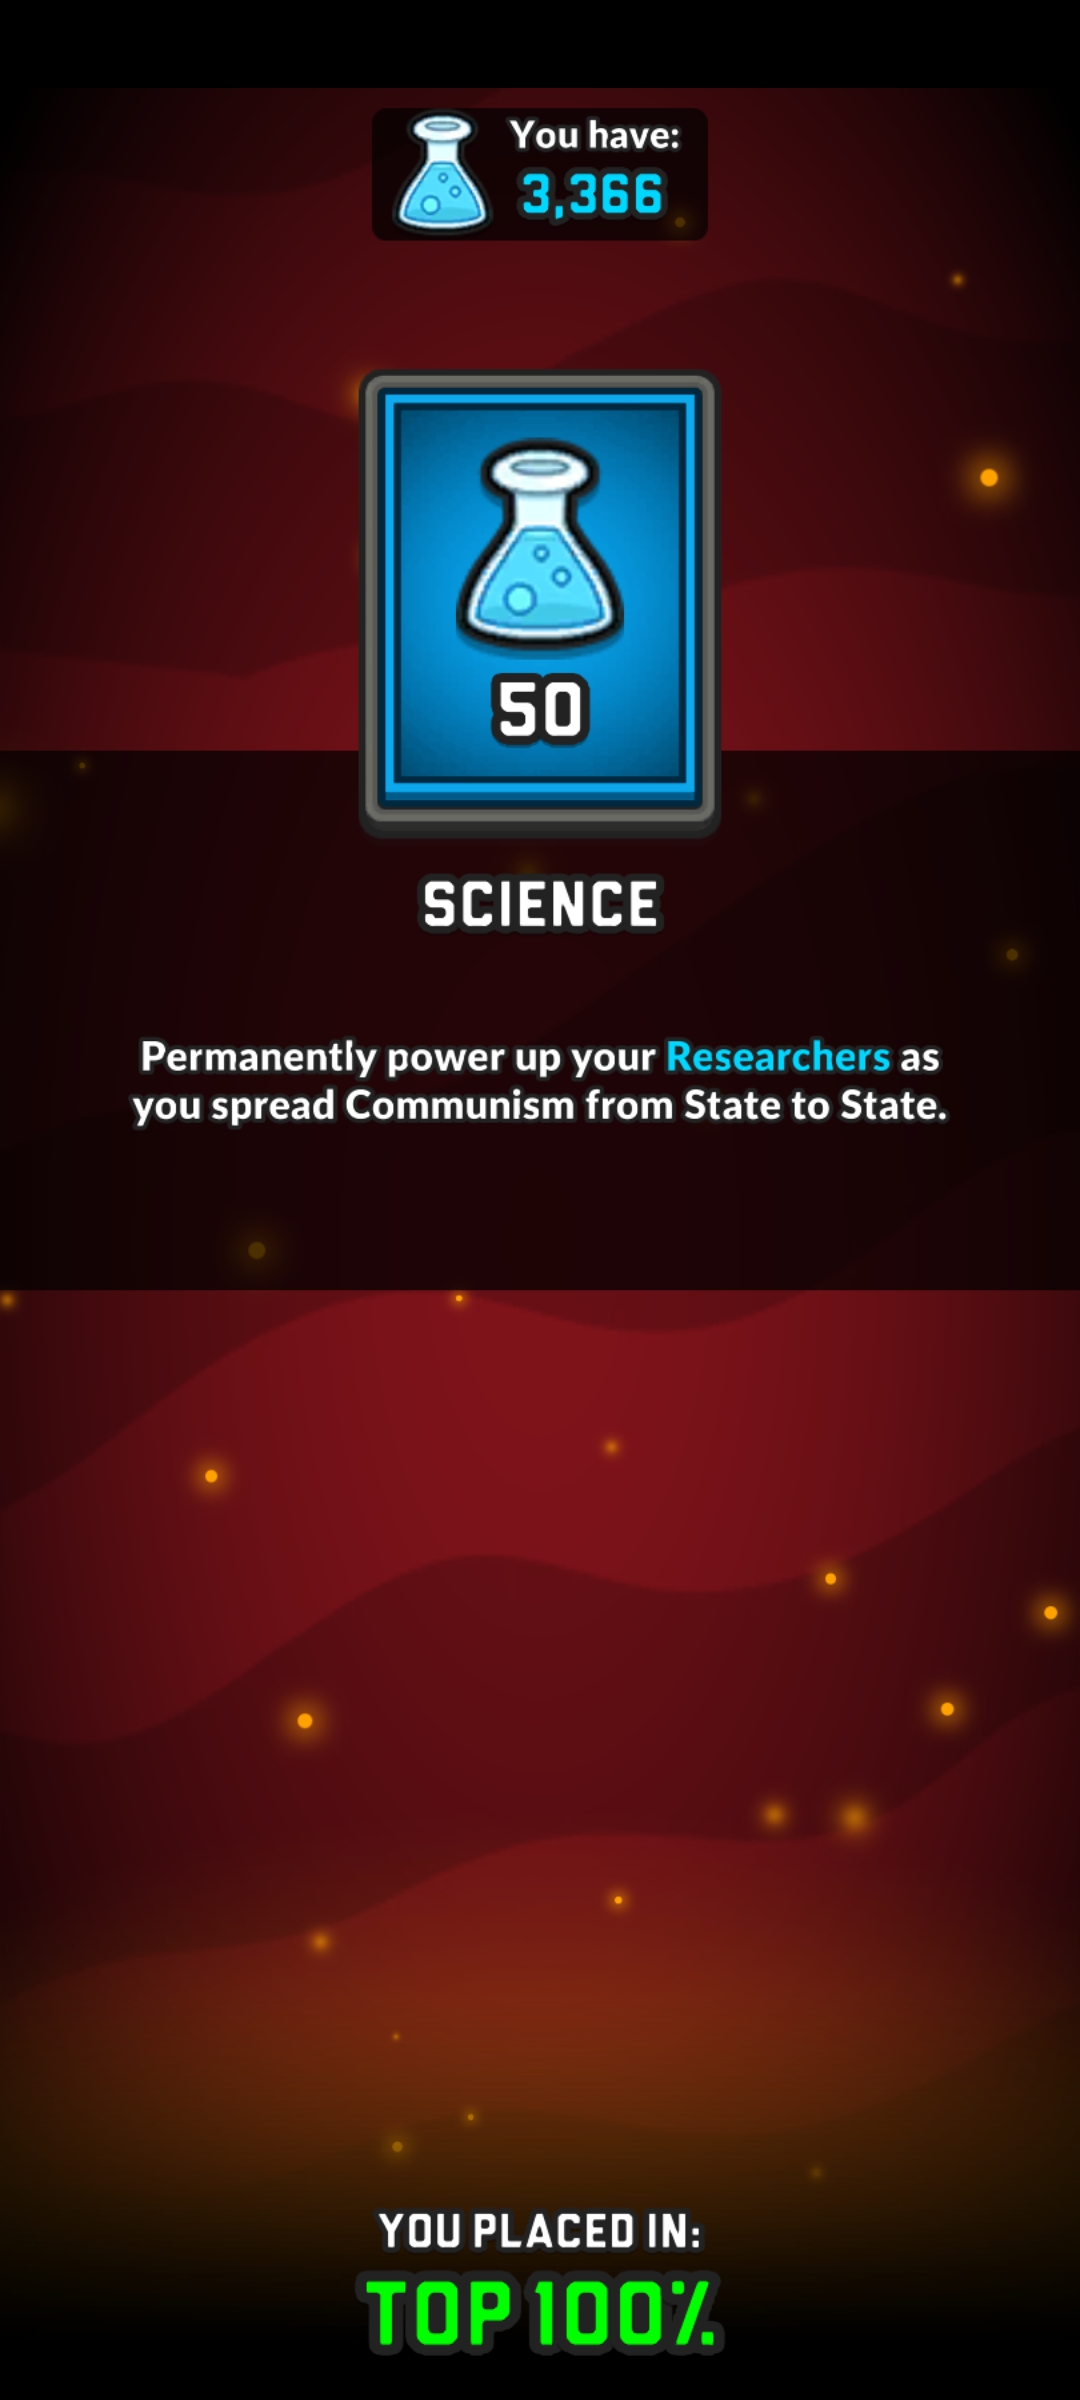 You have:
3,366
50
SCIENCE
Permanently power up your Researchers as
you spread Communism from State to State.
YOU PLACED IN:
TOP 100%